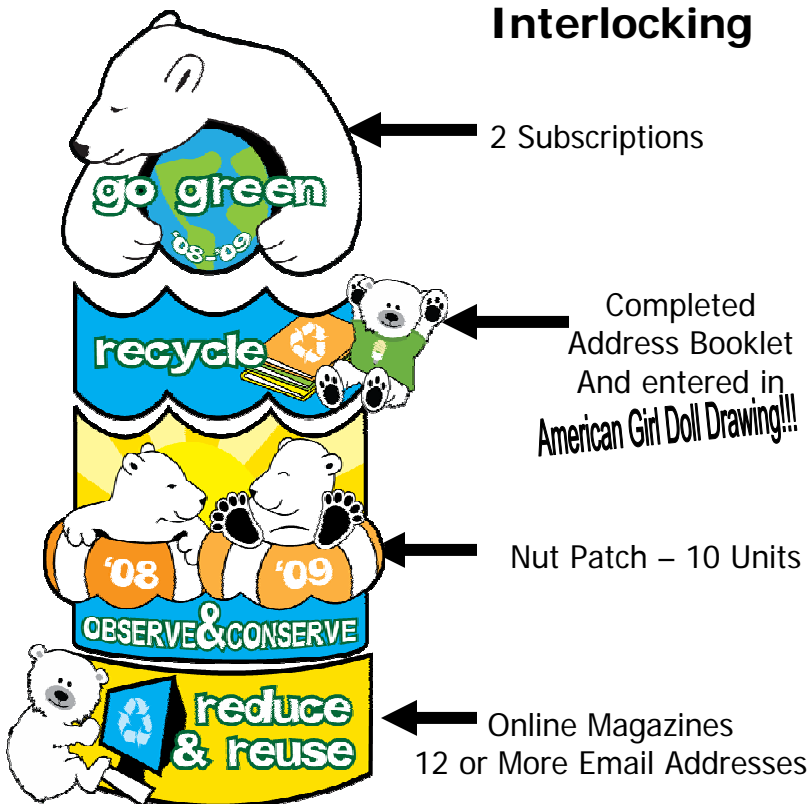 Interlocking
2 Subscriptions
go green
'08-'09
Completed
Address Booklet
And entered in
American Girl Doll Drawing!!!
recycle
Nut Patch – 10 Units
'08 '09
OBSERVE & CONSERVE
reduce
& reuse
Online Magazines
12 or More Email Addresses